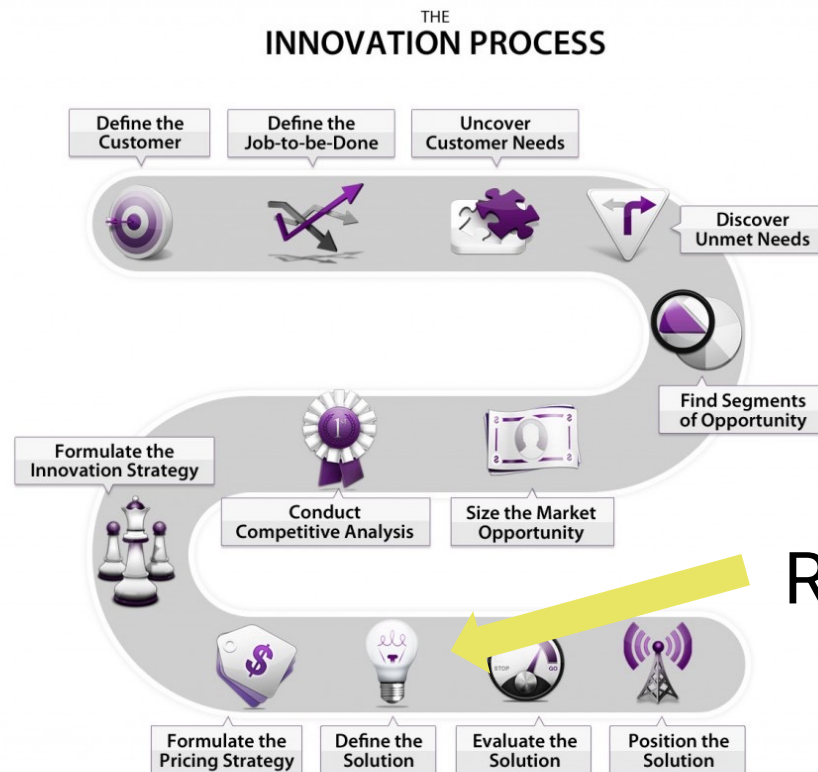 THE
INNOVATION PROCESS
Define the
Customer
Define the
Job-to-be-Done
Uncover
Customer Needs
Discover
Unmet Needs
Find Segments
of Opportunity
Size the Market
Opportunity
Conduct
Competitive Analysis
1st
Formulate the
Innovation Strategy
R
$
STOP
GO
Formulate the
Pricing Strategy
Define the
Solution
Evaluate the
Solution
Position the
Solution